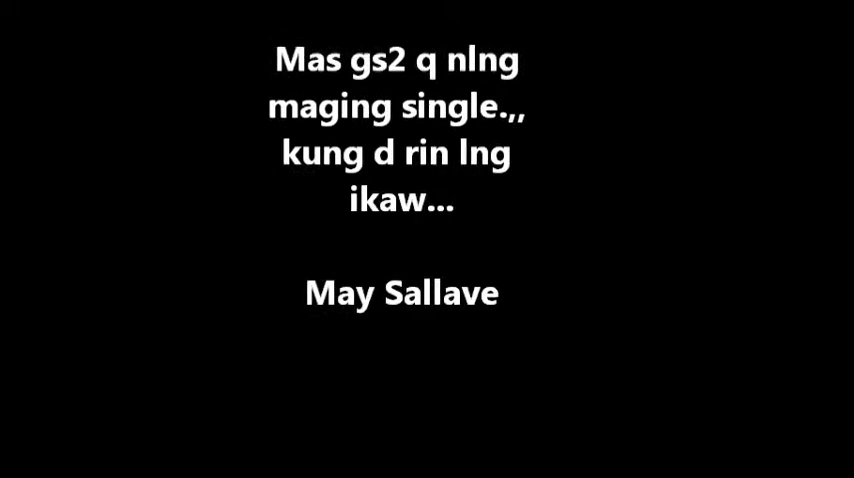 Mas gs2 q nlng
maging single.,,
kung d rin lng
ikaw...
May Sallave